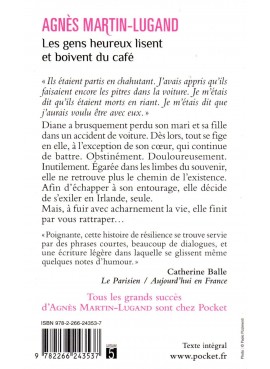 AGNÈS MARTIN-LUGAND
Les gens heureux lisent
et boivent du café
« Ils étaient partis en chahutant. J'avais appris qu'ils
faisaient encore les pitres dans la voiture. Je m'étais dit
qu'ils étaient morts en riant. Je m'étais dit que
j'aurais voulu être avec eux. »
Diane a brusquement perdu son mari et sa fille
dans un accident de voiture. Dès lors, tout se fige
en elle, à l'exception de son cœur, qui continue
de battre. Obstinément. Douloureusement.
Inutilement. Égarée dans les limbes du souvenir,
elle ne retrouve plus le chemin de l'existence.
Afin d'échapper à son entourage, elle décide
de s'exiler en Irlande, seule.
Mais, à fuir avec acharnement la vie, elle finit
par vous rattraper…
"Poignante, cette histoire de résilience se trouve servie
par des phrases courtes, beaucoup de dialogues, et
une écriture légère dans laquelle se glissent même
quelques notes d'humour."
Catherine Balle
Le Parisien / Aujourd'hui en France
Tous les grands succès
d'AGNÈS MARTIN-LUGAND sont chez Pocket
ISBN 978-2-266-24353-7
9 782266 243537
Texte intégral
www.pocket.fr